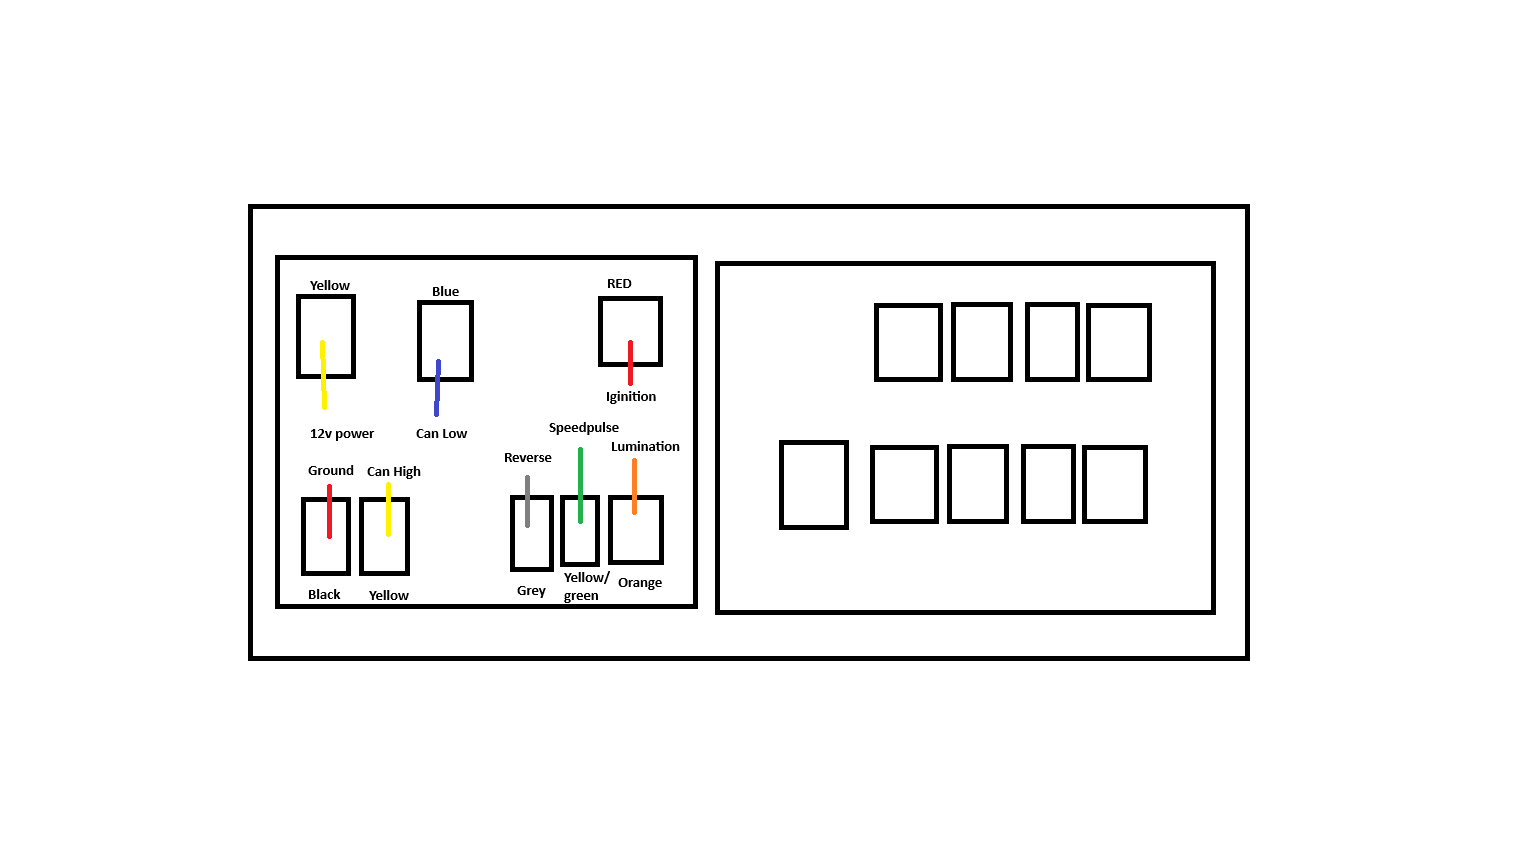 Yellow
Blue
RED
Iginition
12v power
Can Low
Speedpulse
Lumination
Reverse
Ground
Can High
Black
Yellow
Grey
Yellow/
green
Orange